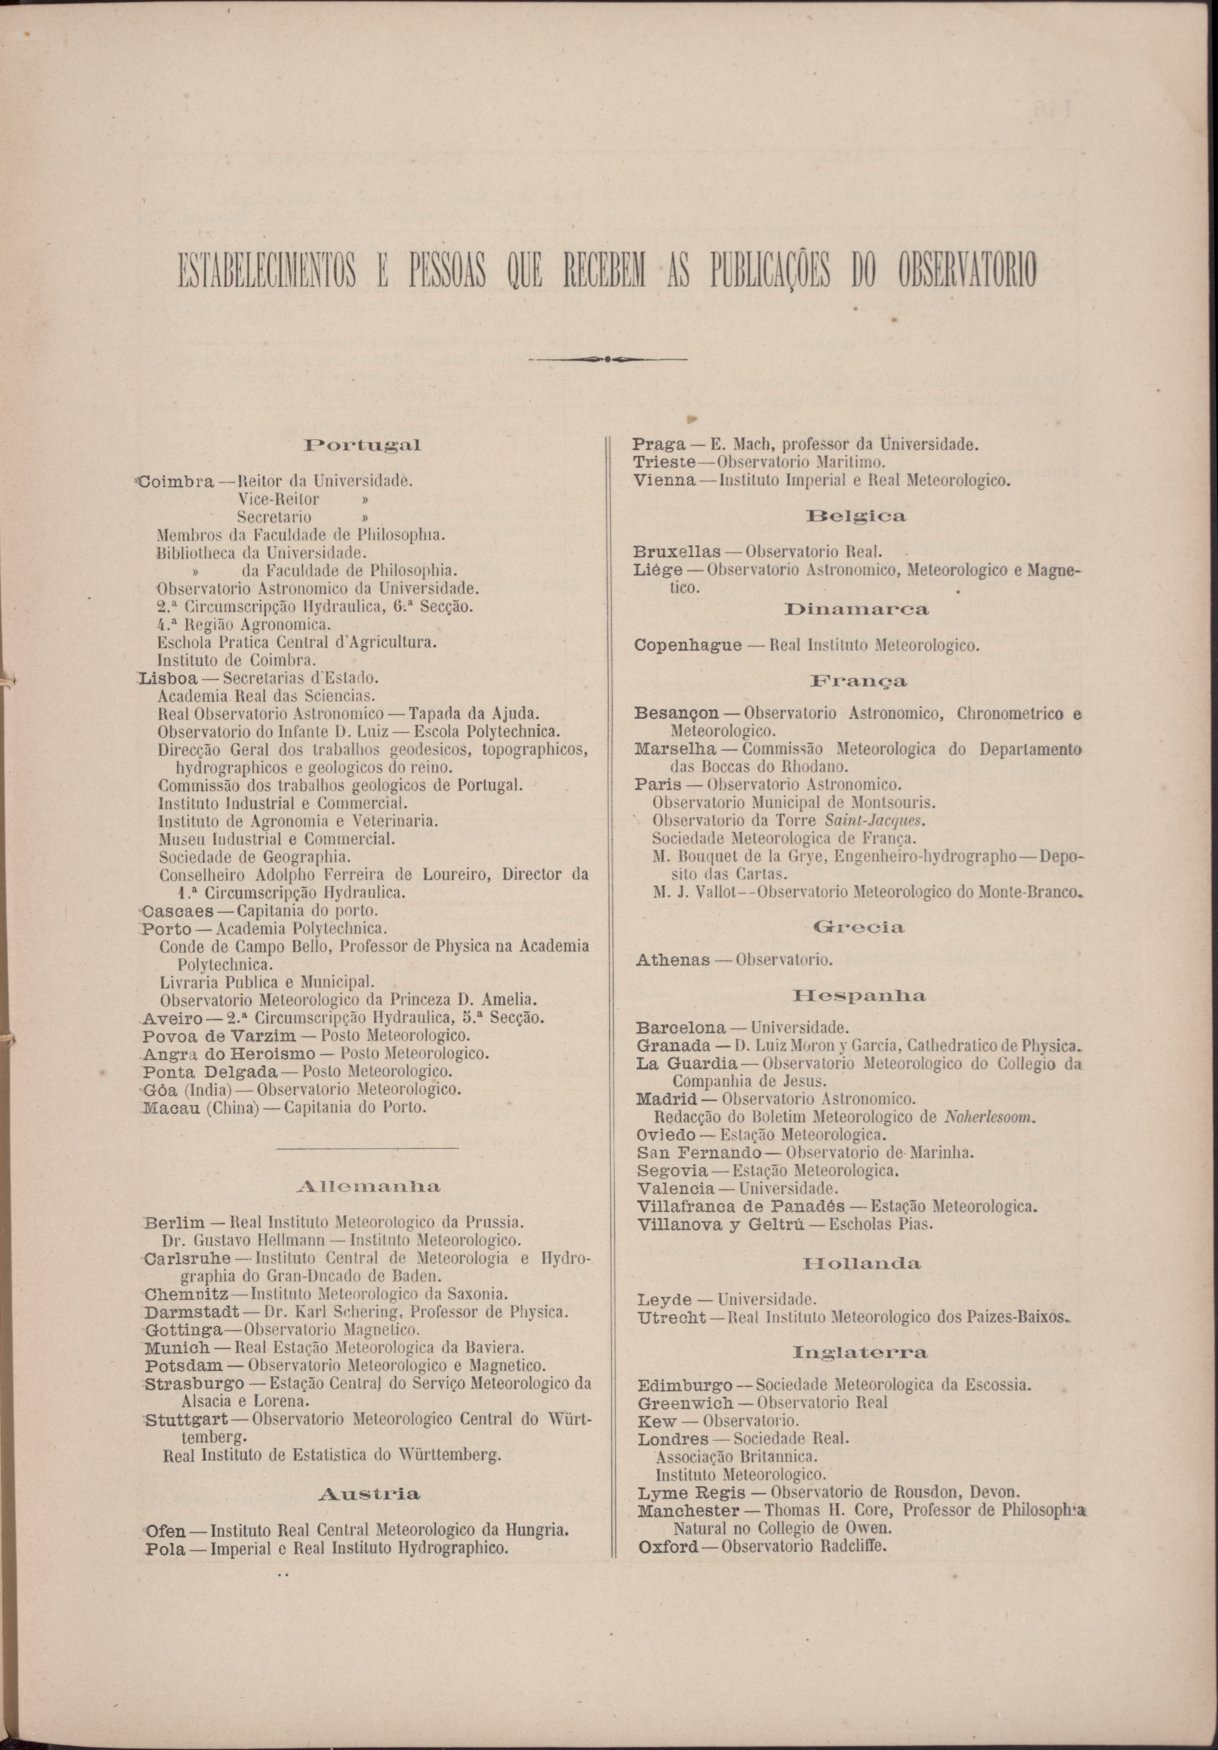 ESTABELECIMENTOS E PESSOAS QUE RECEBEM AS PUBLICAÇÕES DO OBSERVATORIO
Portugal
Coimbra — Reitor da Universidade.
Vice-Reitor »
Secretario »
Membros da Faculdade de Philosophia.
Bibliotheca da Universidade.
» da Faculdade de Philosophia.
Observatorio Astronomico da Universidade.
2.ª Circumscripção Hydraulica, 6.ª Secção.
4.ª Região Agronomica.
Eschola Pratica Central d'Agricultura.
Instituto de Coimbra.
Lisboa — Secretarias d'Estado.
Academia Real das Sciencias.
Real Observatorio Astronomico — Tapada da Ajuda.
Observatorio do Infante D. Luiz — Escola Polytechnica.
Direcção Geral dos trabalhos geodesicos, topographicos,
hydrographicos e geologicos do reino.
Commissão dos trabalhos geologicos de Portugal.
Instituto Industrial e Commercial.
Instituto de Agronomia e Veterinaria.
Museu Industrial e Commercial.
Sociedade de Geographia.
Conselheiro Adolpho Ferreira de Loureiro, Director da
1.ª Circumscripção Hydraulica.
Cascaes — Capitania do porto.
Porto — Academia Polytechnica.
Conde de Campo Bello, Professor de Physica na Academia
Polytechnica.
Livraria Publica e Municipal.
Observatorio Meteorologico da Princeza D. Amelia.
Aveiro — 2.ª Circumscripção Hydraulica, 5.ª Secção.
Povoa de Varzim — Posto Meteorologico.
Angra do Heroismo — Posto Meteorologico.
Ponta Delgada — Posto Meteorologico.
Gôa (India) — Observatorio Meteorologico.
Macau (China) — Capitania do Porto.
Allemanha
Berlim — Real Instituto Meteorologico da Prussia.
Dr. Gustavo Hellmann — Instituto Meteorologico.
Carlsruhe — Instituto Central de Meteorologia e Hydro-
graphia do Gran-Ducado de Baden.
Chemnitz — Instituto Meteorologico da Saxonia.
Darmstadt — Dr. Karl Schering, Professor de Physica.
Gottinga — Observatorio Magnetico.
Munich — Real Estação Meteorologica da Baviera.
Potsdam — Observatorio Meteorologico e Magnetico.
Strasburgo — Estação Central do Serviço Meteorologico da
Alsacia e Lorena.
Stuttgart — Observatorio Meteorologico Central do Würt-
temberg.
Real Instituto de Estatistica do Württemberg.
Austria
Ofen — Instituto Real Central Meteorologico da Hungria.
Pola — Imperial e Real Instituto Hydrographico.
Praga — E. Mach, professor da Universidade.
Trieste — Observatorio Maritimo.
Vienna — Instituto Imperial e Real Meteorologico.
Belgica
Bruxellas — Observatorio Real.
Liége — Observatorio Astronomico, Meteorologico e Magne-
tico.
Dinamarca
Copenhague — Real Instituto Meteorologico.
França
Besançon — Observatorio Astronomico, Chronometrico e
Meteorologico.
Marselha — Commissão Meteorologica do Departamento
das Boccas do Rhodano.
Paris — Observatorio Astronomico.
Observatorio Municipal de Montsouris.
Observatorio da Torre Saint-Jacques.
Sociedade Meteorologica de França.
M. Bouquet de la Grye, Engenheiro-hydrographo — Depo-
sito das Cartas.
M. J. Vallot — Observatorio Meteorologico do Monte-Branco.
Grecia
Athenas — Observatorio.
Hespanha
Barcelona — Universidade.
Granada — D. Luiz Moron y Garcia, Cathedratico de Physica.
La Guardia — Observatorio Meteorologico do Collegio da
Companhia de Jesus.
Madrid — Observatorio Astronomico.
Redacção do Boletim Meteorologico de Noherlesoom.
Oviedo — Estação Meteorologica.
San Fernando — Observatorio de Marinha.
Segovia — Estação Meteorologica.
Valencia — Universidade.
Villafranca de Panadés — Estação Meteorologica.
Villanova y Geltrú — Escholas Pias.
Hollanda
Leyde — Universidade.
Utrecht — Real Instituto Meteorologico dos Paizes-Baixos.
Inglaterra
Edimburgo — Sociedade Meteorologica da Escossia.
Greenwich — Observatorio Real
Kew — Observatorio.
Londres — Sociedade Real.
Associação Britannica.
Instituto Meteorologico.
Lyme Regis — Observatorio de Rousdon, Devon.
Manchester — Thomas H. Core, Professor de Philosophia
Natural no Collegio de Owen.
Oxford — Observatorio Radcliffe.